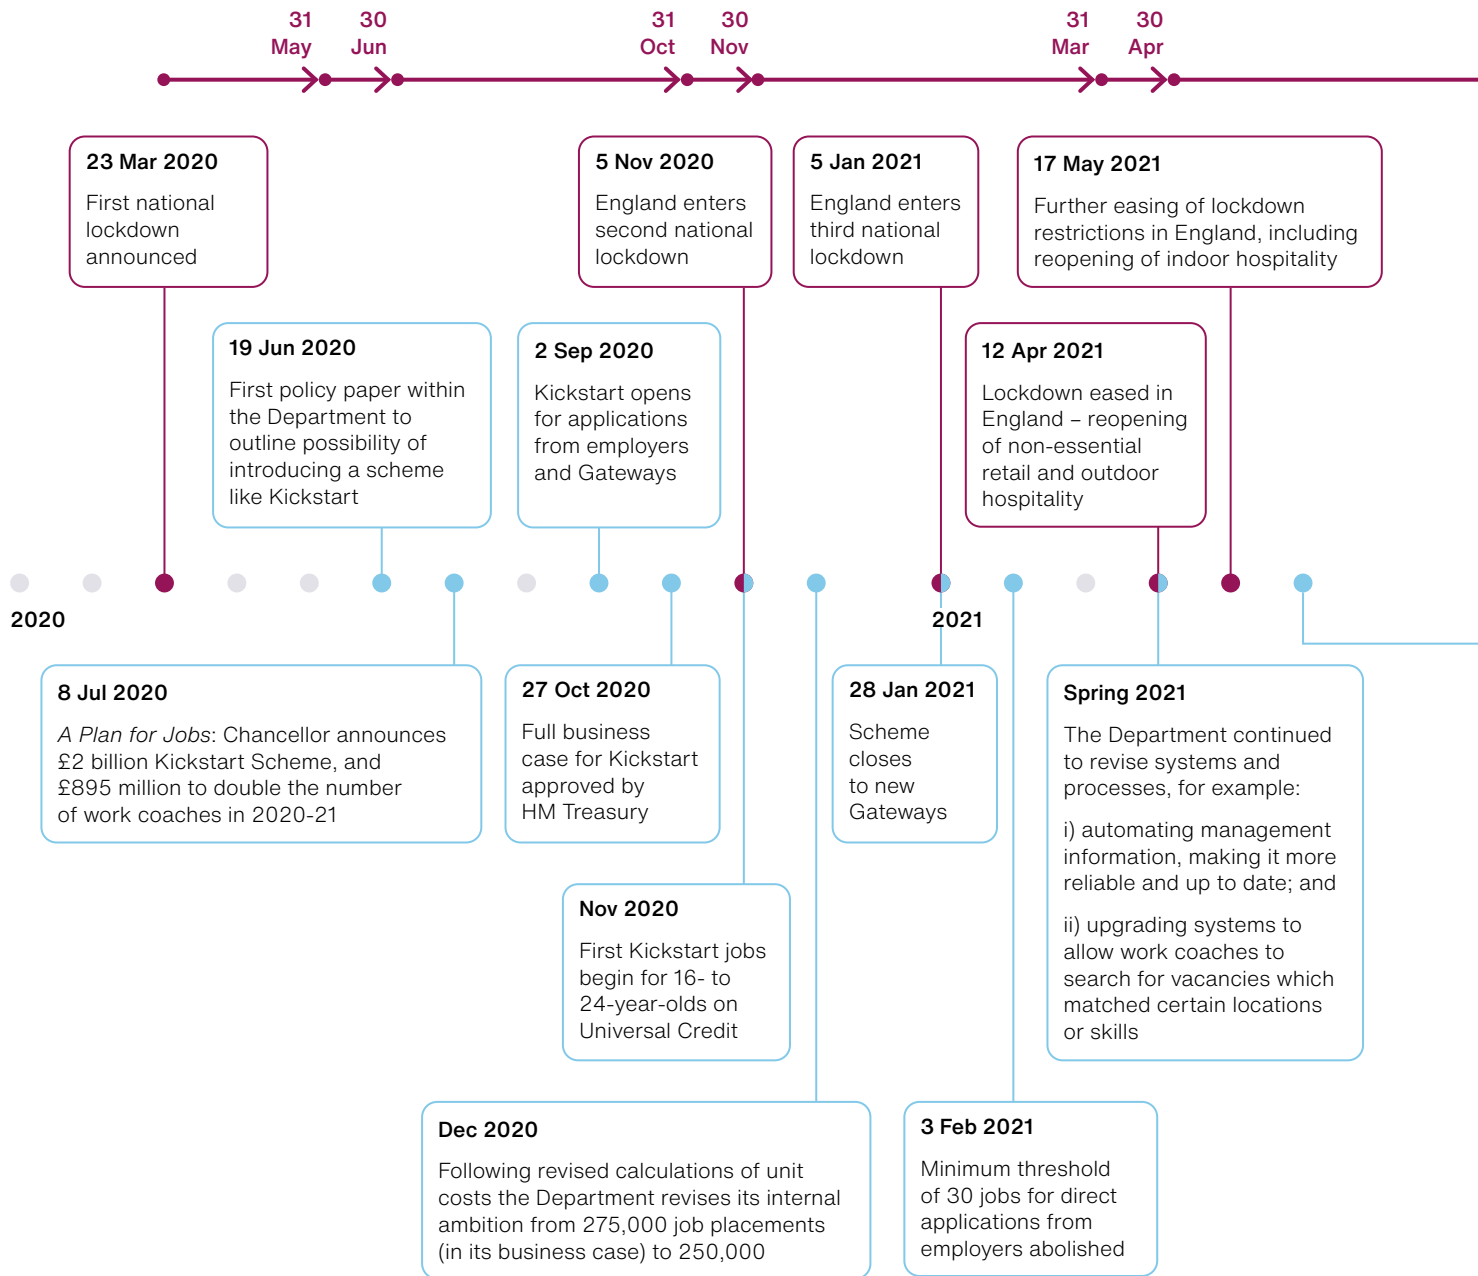 31
May
30
Jun
31
Oct
30
Nov
31
Mar
30
Apr
23 Mar 2020
First national
lockdown
announced
5 Nov 2020
England enters
second national
lockdown
5 Jan 2021
England enters
third national
lockdown
17 May 2021
Further easing of lockdown
restrictions in England, including
reopening of indoor hospitality
19 Jun 2020
First policy paper within
the Department to
outline possibility of
introducing a scheme
like Kickstart
2 Sep 2020
Kickstart opens
for applications
from employers
and Gateways
12 Apr 2021
Lockdown eased in
England – reopening
of non-essential
retail and outdoor
hospitality
2020
2021
8 Jul 2020
A Plan for Jobs: Chancellor announces
£2 billion Kickstart Scheme, and
£895 million to double the number
of work coaches in 2020-21
27 Oct 2020
Full business
case for Kickstart
approved by
HM Treasury
28 Jan 2021
Scheme
closes
to new
Gateways
Spring 2021
The Department continued
to revise systems and
processes, for example:
i) automating management
information, making it more
reliable and up to date; and
ii) upgrading systems to
allow work coaches to
search for vacancies which
matched certain locations
or skills
Nov 2020
First Kickstart jobs
begin for 16- to
24-year-olds on
Universal Credit
Dec 2020
Following revised calculations of unit
costs the Department revises its internal
ambition from 275,000 job placements
(in its business case) to 250,000
3 Feb 2021
Minimum threshold
of 30 jobs for direct
applications from
employers abolished